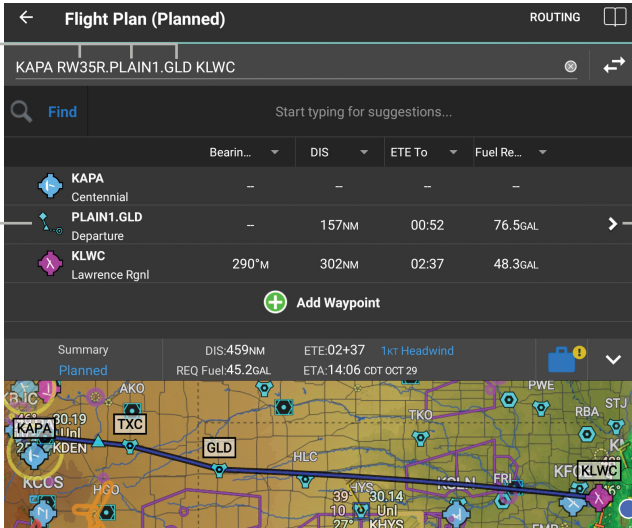 Flight Plan (Planned)
ROUTING
KAPA RW35R.PLAIN1.GLD KLWC
Find
Start typing for suggestions...
Bearin... DIS ETE To Fuel Re...
KAPA
Centennial
-- -- -- --
PLAIN1.GLD
Departure
-- 157NM 00:52 76.5GAL
KLWC
Lawrence Rgnl
290°M 302NM 02:37 48.3GAL
Add Waypoint
Summary
Planned
DIS:459NM ETE:02+37 1KT Headwind
REQ Fuel:45.2GAL ETA:14:06 CDT OCT 29
KBJC
AKO
PWE
STJ
30.19
TXC
TKO
RBA
KAPA
Unl
KDEN
GLD
HLC
KLWC
KCCS
HGO
HYS
FRI
39
30.14
10
Unl
27°
KHYS